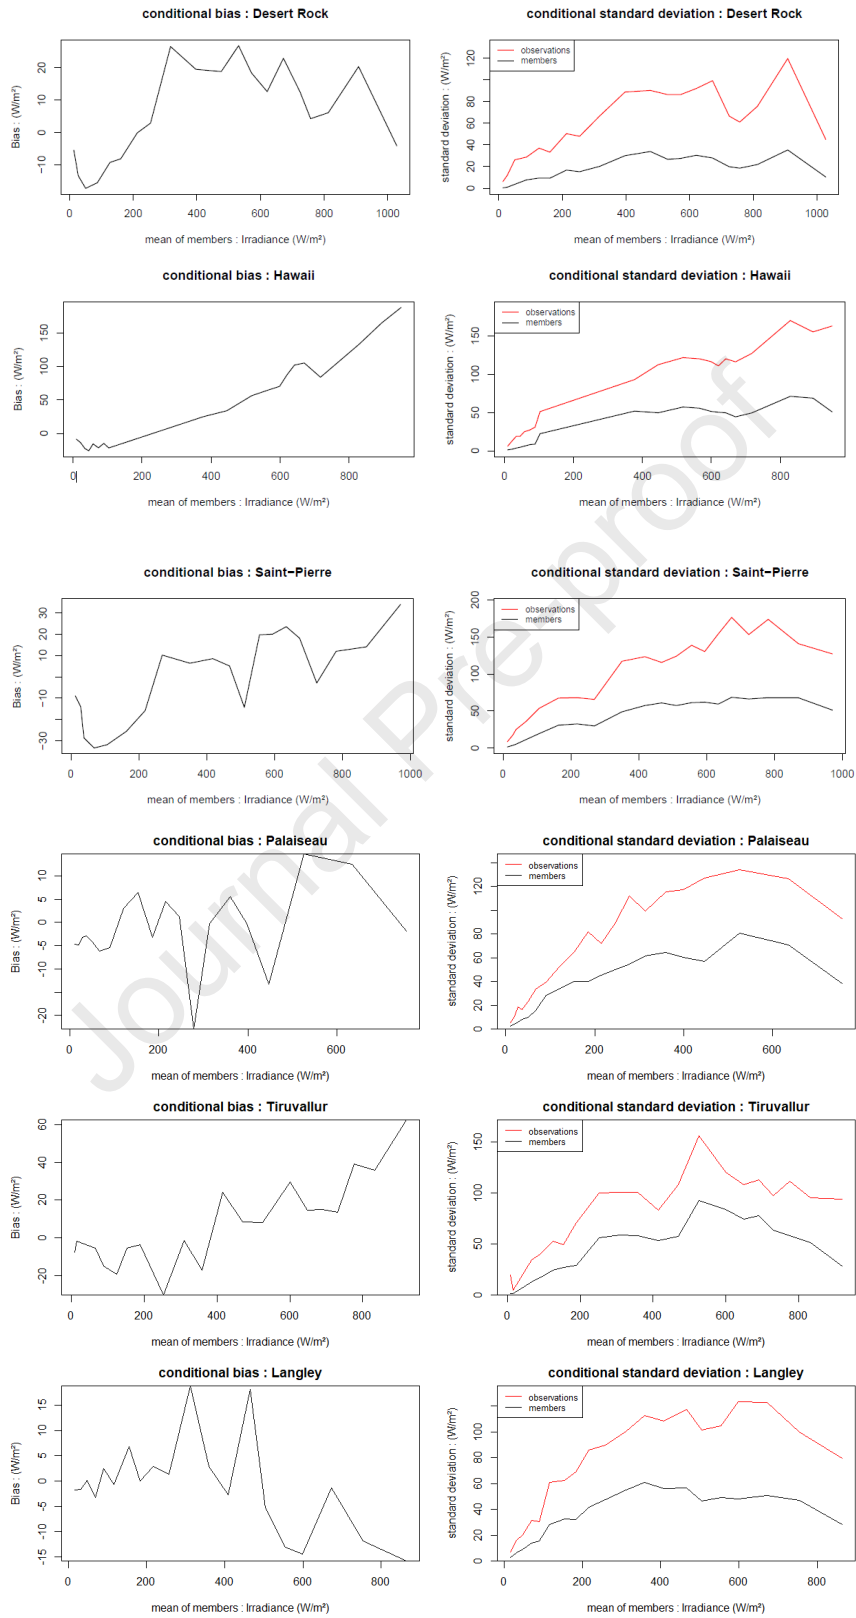 conditional bias : Desert Rock
Bias : (W/m²)
-10 0 10 20
0 200 400 600 800 1000
mean of members : Irradiance (W/m²)
conditional standard deviation : Desert Rock
observations
members
standard deviation : (W/m²)
0 20 40 60 80 120
0 200 400 600 800 1000
mean of members : Irradiance (W/m²)
conditional bias : Hawaii
Bias : (W/m²)
0 50 100 150
0 200 400 600 800
mean of members : Irradiance (W/m²)
conditional standard deviation : Hawaii
observations
members
standard deviation : (W/m²)
0 50 100 150
0 200 400 600 800
mean of members : Irradiance (W/m²)
conditional bias : Saint−Pierre
Bias : (W/m²)
-30 -10 10 30
0 200 400 600 800 1000
mean of members : Irradiance (W/m²)
conditional standard deviation : Saint−Pierre
observations
members
standard deviation : (W/m²)
0 50 100 150 200
0 200 400 600 800 1000
mean of members : Irradiance (W/m²)
conditional bias : Palaiseau
Bias : (W/m²)
-20 -10 -5 0 5 10
0 200 400 600
mean of members : Irradiance (W/m²)
conditional standard deviation : Palaiseau
observations
members
standard deviation : (W/m²)
0 20 40 60 80 120
0 200 400 600
mean of members : Irradiance (W/m²)
conditional bias : Tiruvallur
Bias : (W/m²)
-20 0 20 40 60
0 200 400 600 800
mean of members : Irradiance (W/m²)
conditional standard deviation : Tiruvallur
observations
members
standard deviation : (W/m²)
0 50 100 150
0 200 400 600 800
mean of members : Irradiance (W/m²)
conditional bias : Langley
Bias : (W/m²)
-15 -10 -5 0 5 10 15
0 200 400 600 800
mean of members : Irradiance (W/m²)
conditional standard deviation : Langley
observations
members
standard deviation : (W/m²)
0 20 40 60 80 100
0 200 400 600 800
mean of members : Irradiance (W/m²)
Journal Pre-proof